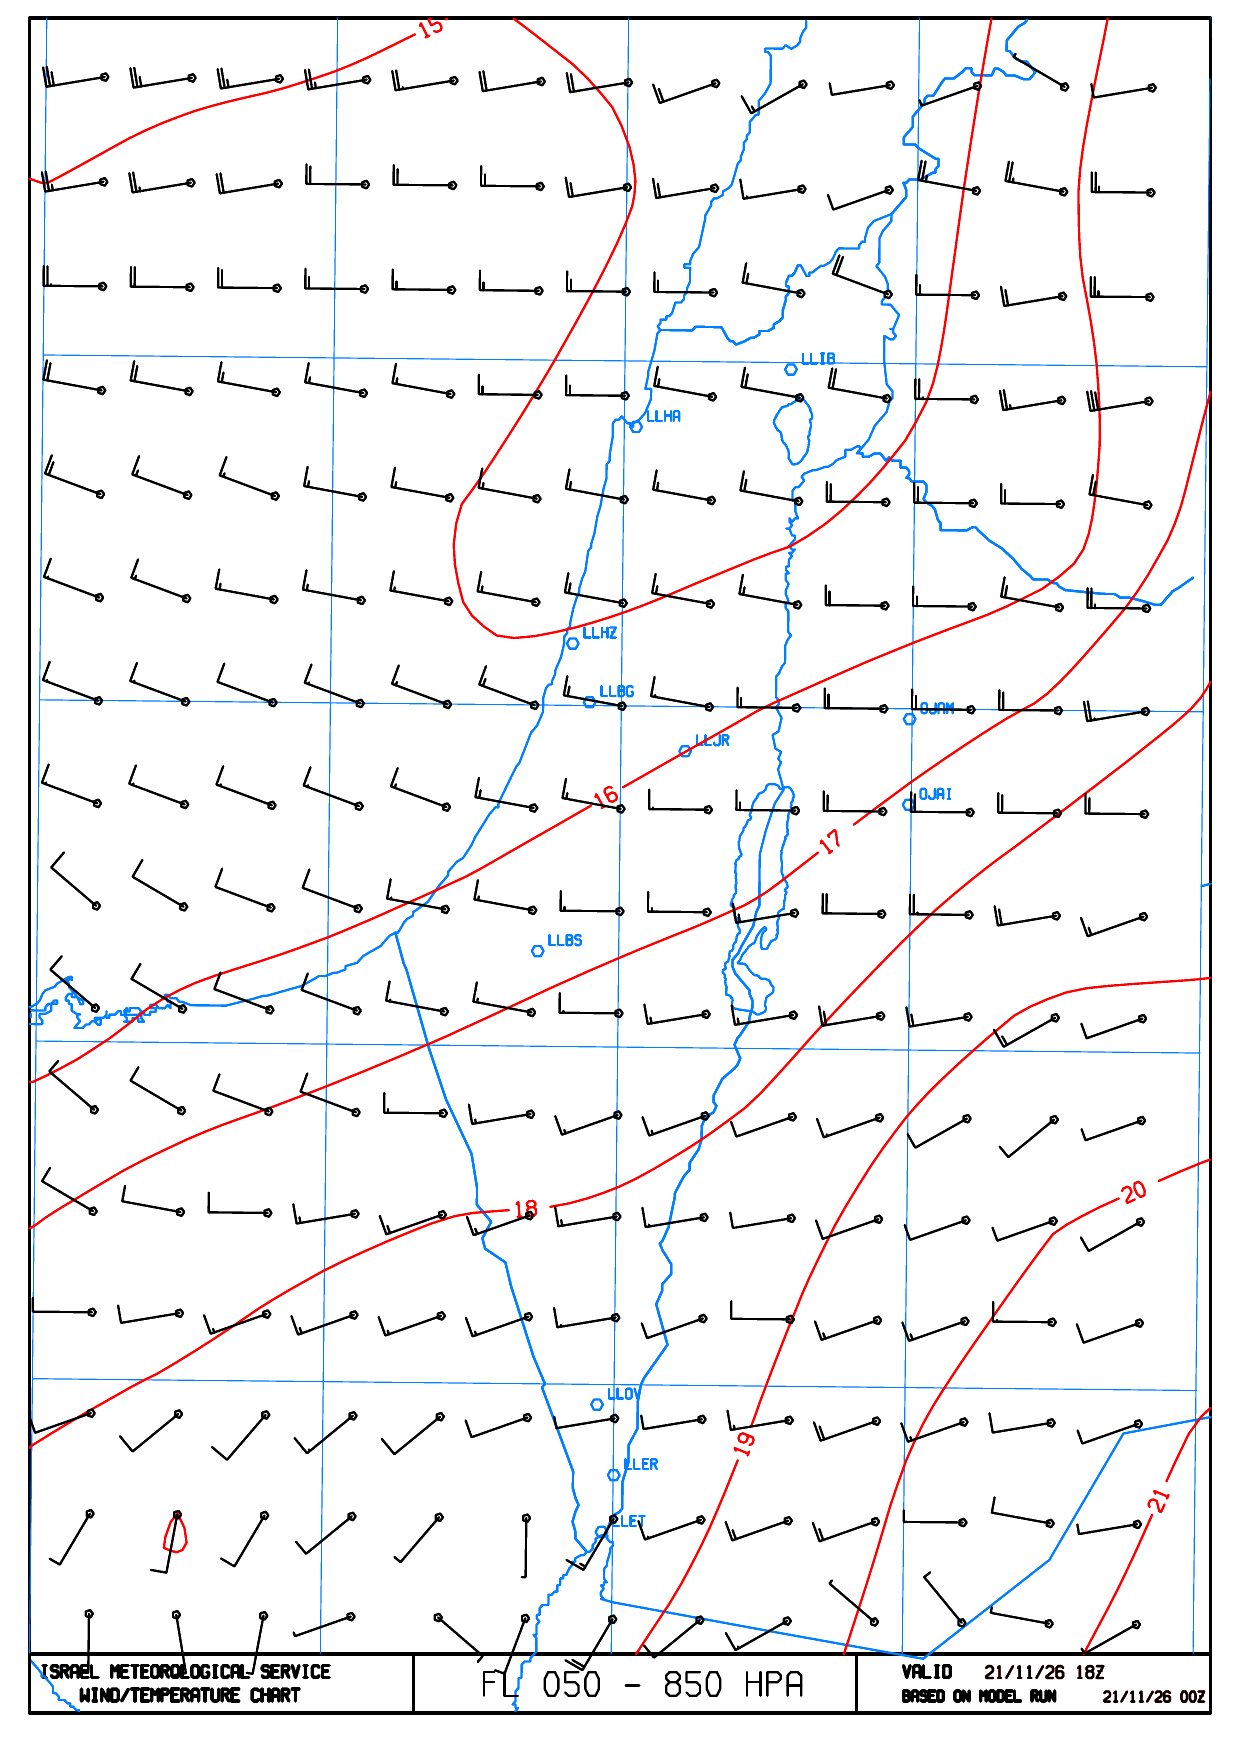 15
LLIB
LLHA
LLHZ
LLBG
OJAM
LLJR
16
OJAI
17
LLBS
20
18
LLOV
19
LLER
21
LLET
ISRAEL METEOROLOGICAL SERVICE
WIND/TEMPERATURE CHART
FL 050 - 850 HPA
VALID 21/11/26 18Z
BASED ON MODEL RUN 21/11/26 00Z